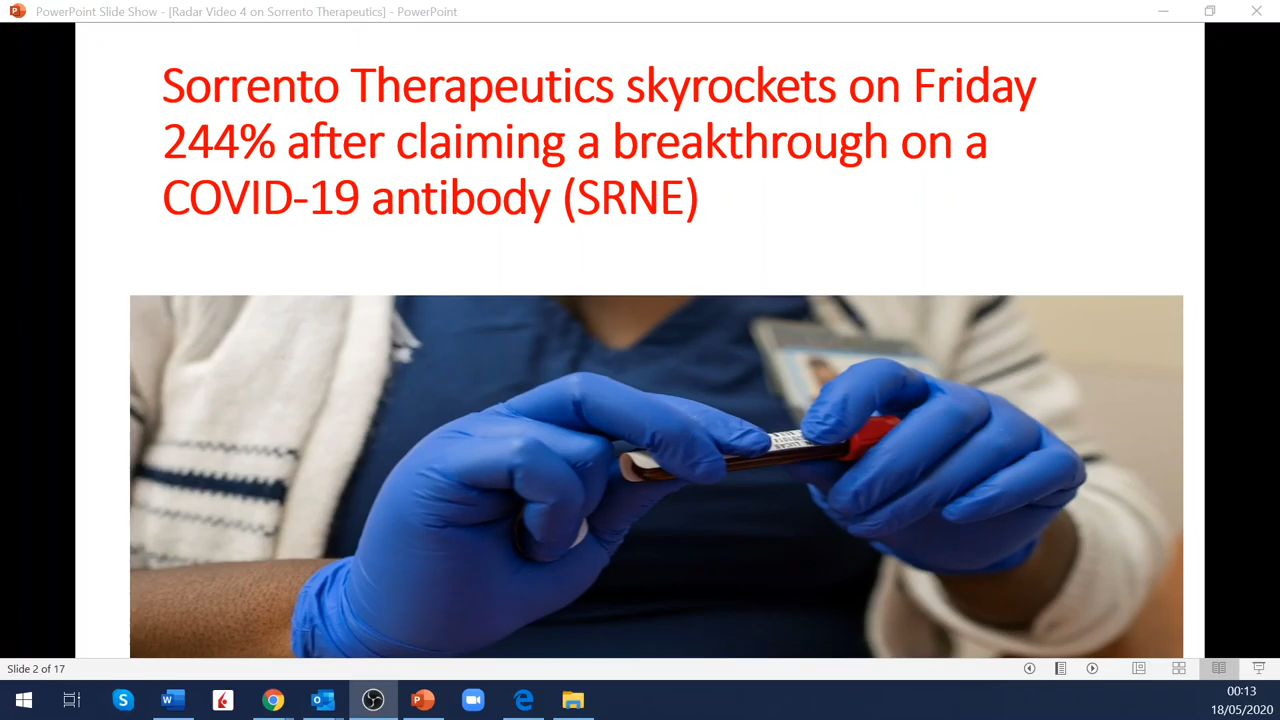 PowerPoint Slide Show - [Radar Video 4 on Sorrento Therapeutics] - PowerPoint
Sorrento Therapeutics skyrockets on Friday
244% after claiming a breakthrough on a
COVID-19 antibody (SRNE)
Slide 2 of 17
00:13
18/05/2020